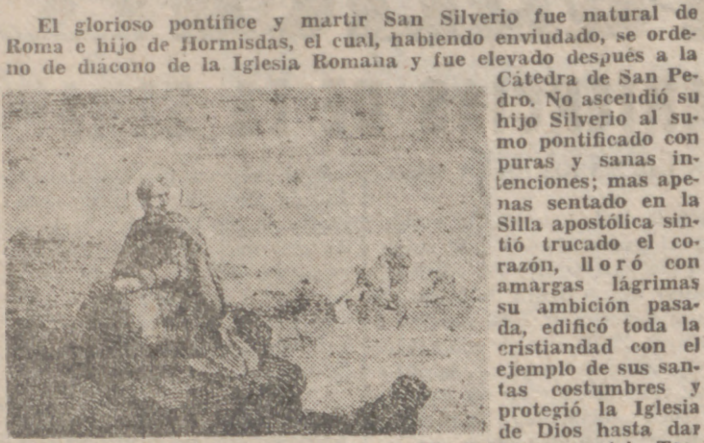 El glorioso pontífice y martir San Silverio fue natural de
Roma e hijo de Hormisdas, el cual, habiendo enviudado, se orde-
no de diácono de la Iglesia Romana y fue elevado después a la
Cátedra de San Pe-
dro. No ascendió su
hijo Silverio al su-
mo pontificado con
puras y sanas in-
tenciones; mas ape-
nas sentado en la
Silla apostólica sin-
tió trucado el co-
razón, lloró con
amargas lágrimas
su ambición pasa-
da, edificó toda la
cristiandad con el
ejemplo de sus san-
tas costumbres y
protegió la Iglesia
de Dios hasta dar